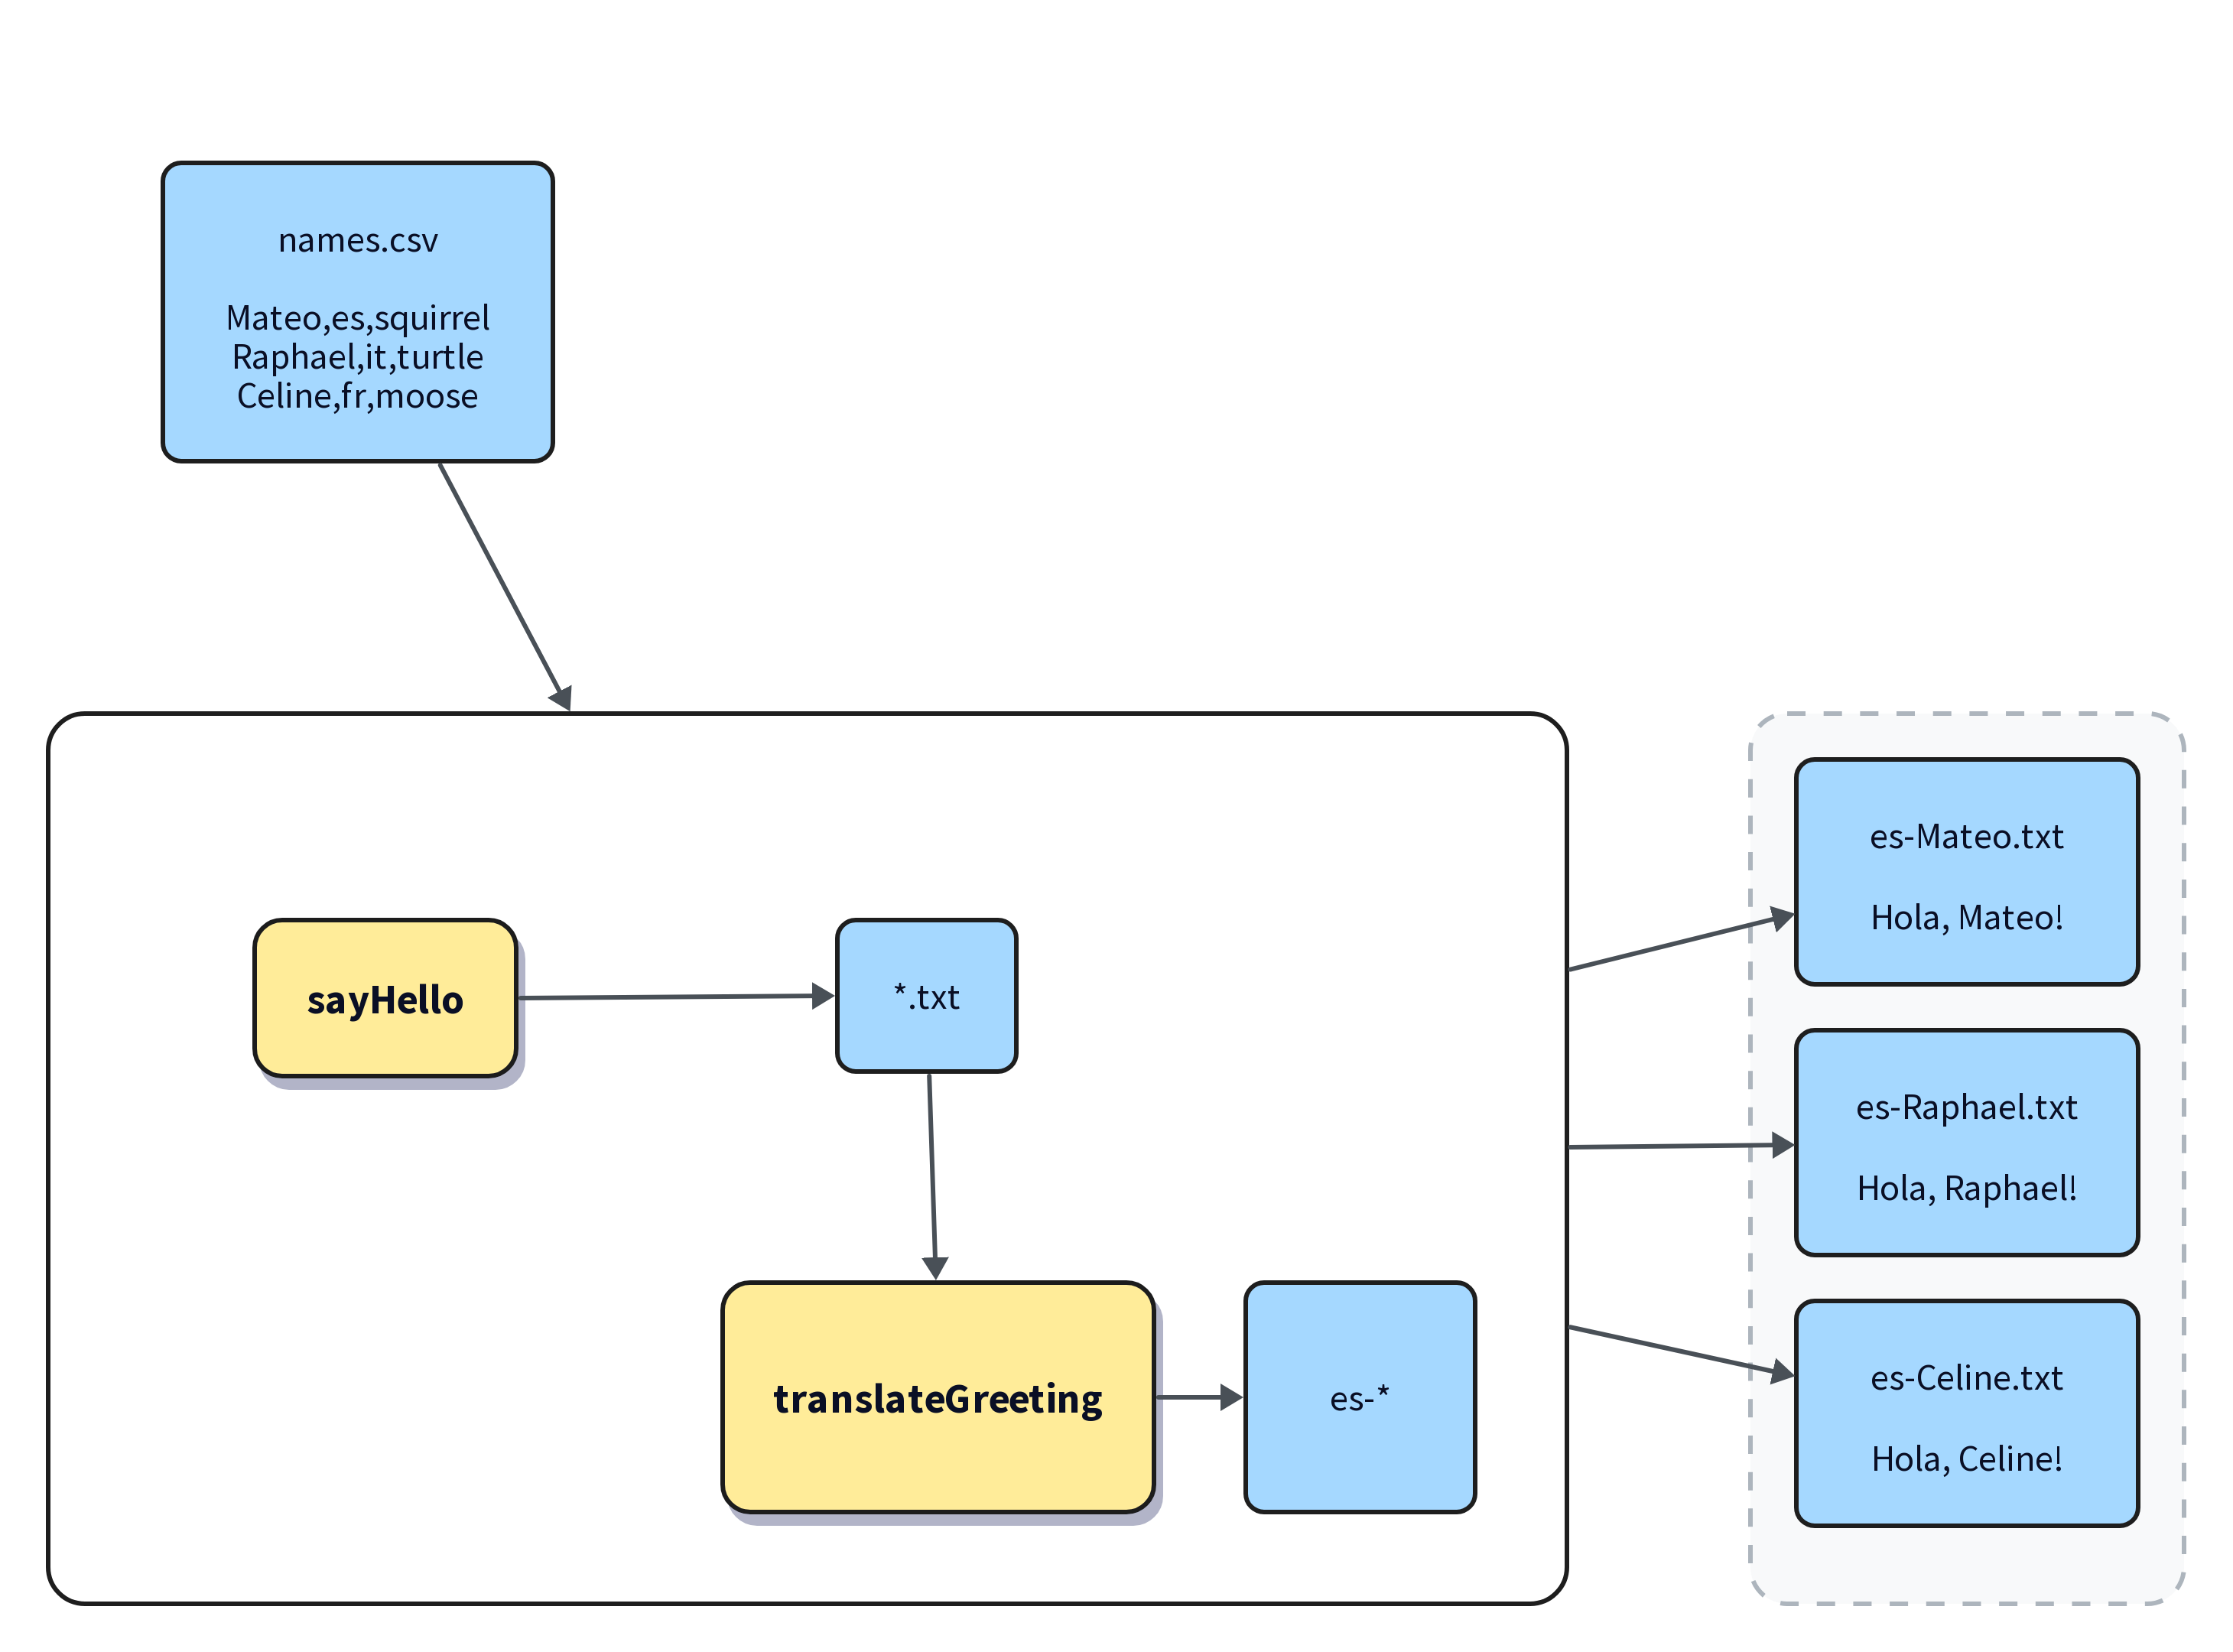 names.csv
Mateo,es,squirrel
Raphael,it,turtle
Celine,fr,moose
sayHello
*.txt
translateGreeting
es-*
es-Mateo.txt
Hola, Mateo!
es-Raphael.txt
Hola, Raphael!
es-Celine.txt
Hola, Celine!